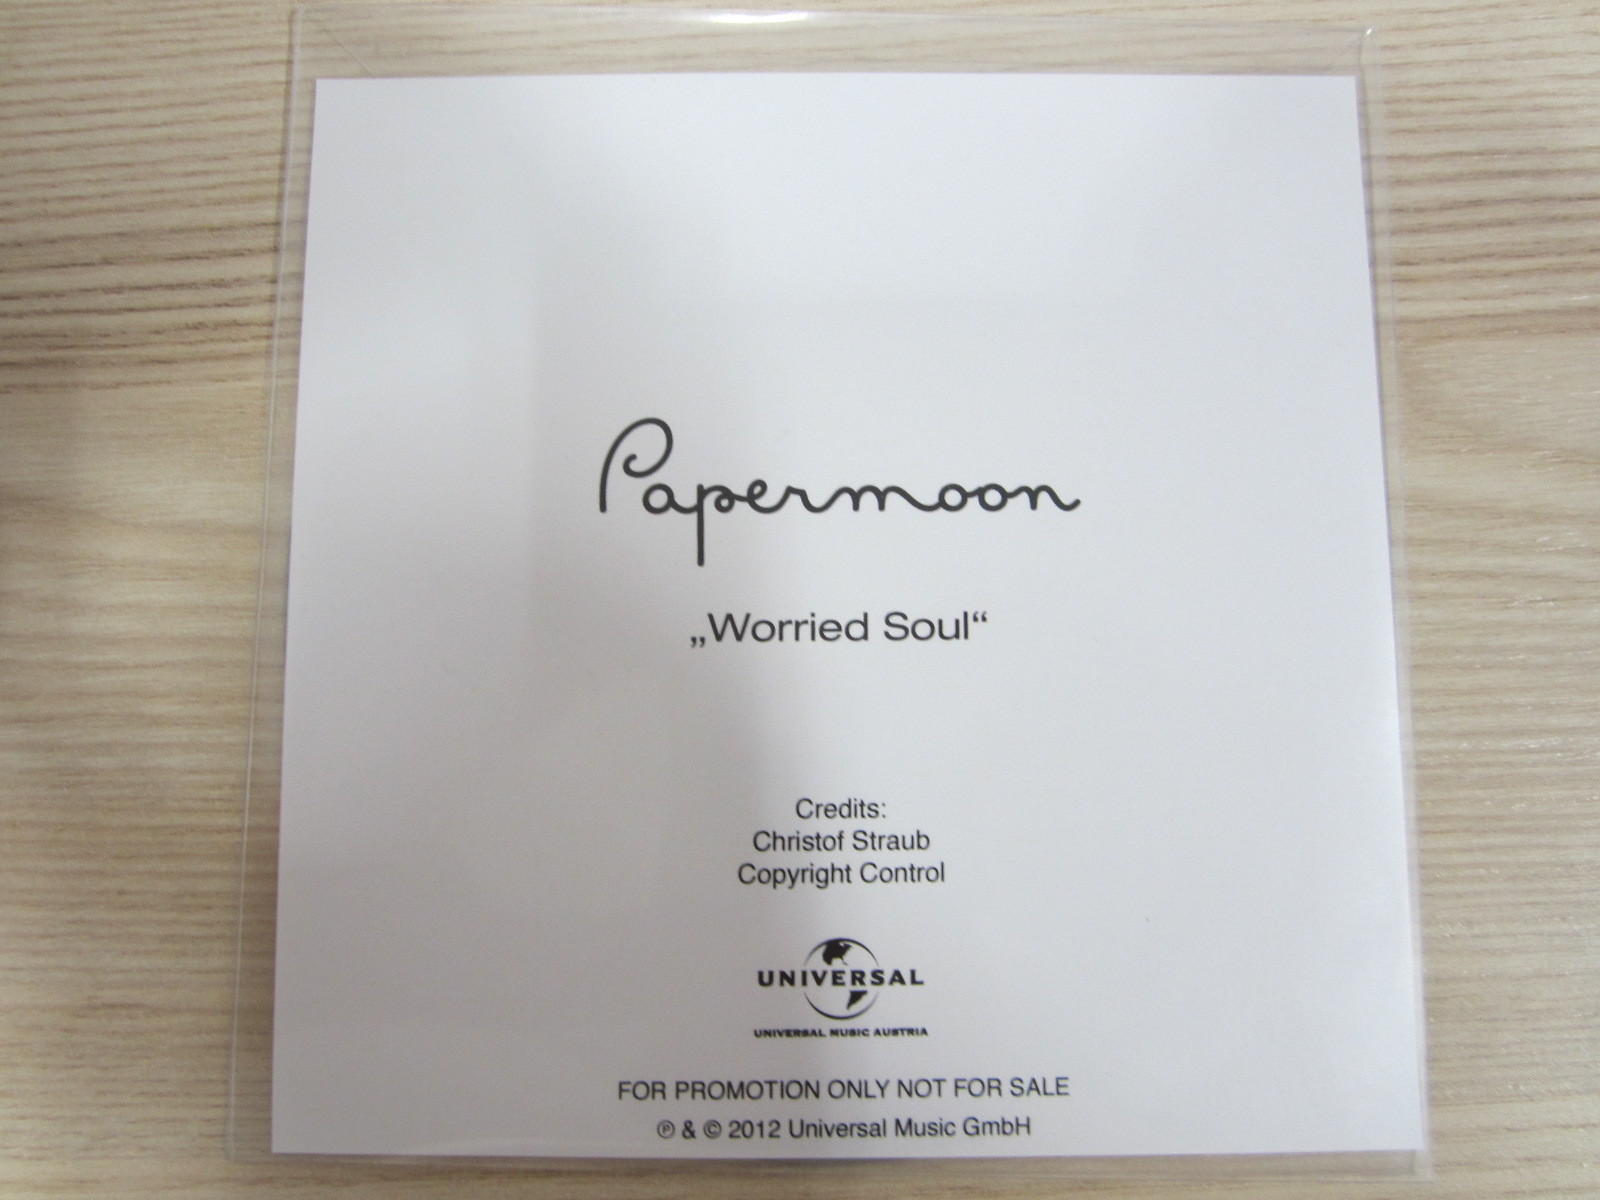 Papermoon
„Worried Soul“
Credits:
Christof Straub
Copyright Control
UNIVERSAL
UNIVERSAL MUSIC AUSTRIA
FOR PROMOTION ONLY NOT FOR SALE
℗ & © 2012 Universal Music GmbH